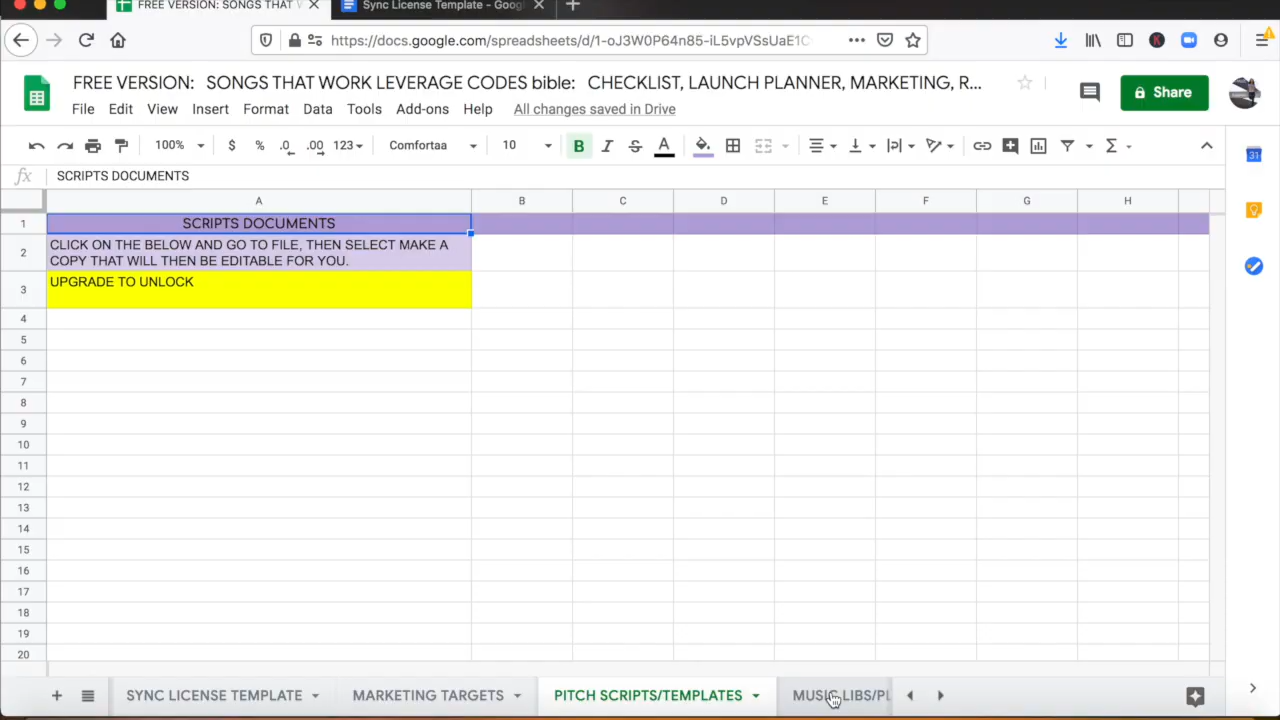 FREE VERSION: SONGS THAT W
Sync License Template - Googl
https://docs.google.com/spreadsheets/d/1-oJ3W0P64n85-iL5vpVSsUaE1C
FREE VERSION: SONGS THAT WORK LEVERAGE CODES bible: CHECKLIST, LAUNCH PLANNER, MARKETING, R...
Share
File Edit View Insert Format Data Tools Add-ons Help All changes saved in Drive
100% $ % .0 .00 123 Comfortaa 10 B I S A
fx SCRIPTS DOCUMENTS
A B C D E F G H
1 SCRIPTS DOCUMENTS
2 CLICK ON THE BELOW AND GO TO FILE, THEN SELECT MAKE A
COPY THAT WILL THEN BE EDITABLE FOR YOU.
3 UPGRADE TO UNLOCK
4
5
6
7
8
9
10
11
12
13
14
15
16
17
18
19
20
SYNC LICENSE TEMPLATE MARKETING TARGETS PITCH SCRIPTS/TEMPLATES MUSIC LIBS/PL
31